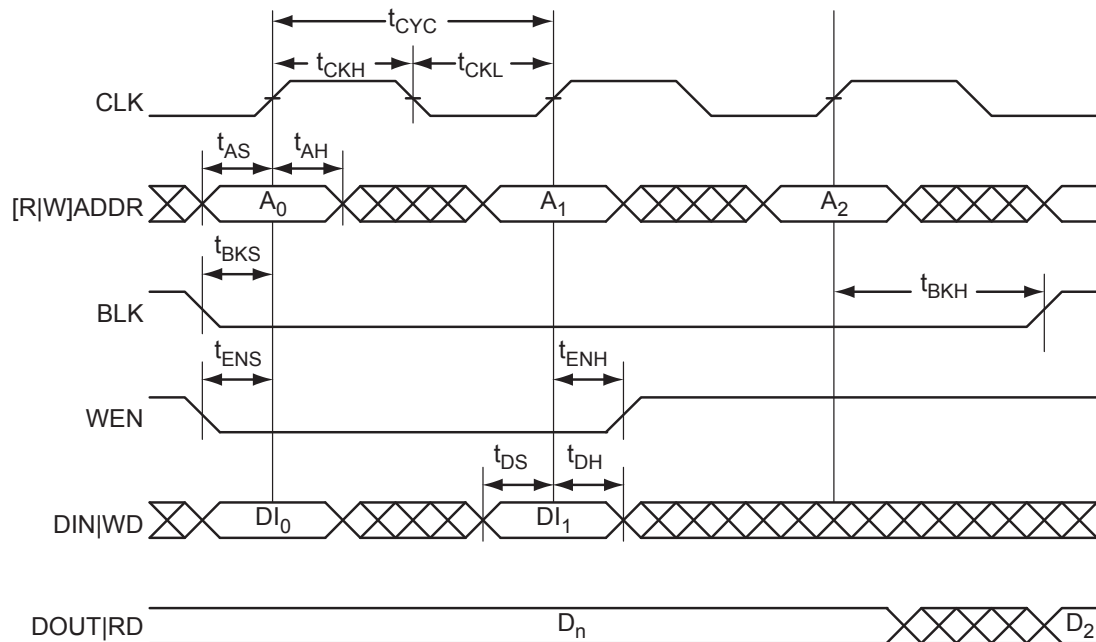 tCYC
tCKH tCKL
CLK
tAS tAH
[R|W]ADDR A0 A1 A2
tBKS tBKH
BLK
tENS tENH
WEN
tDS tDH
DIN|WD DI0 DI1
DOUT|RD Dn D2